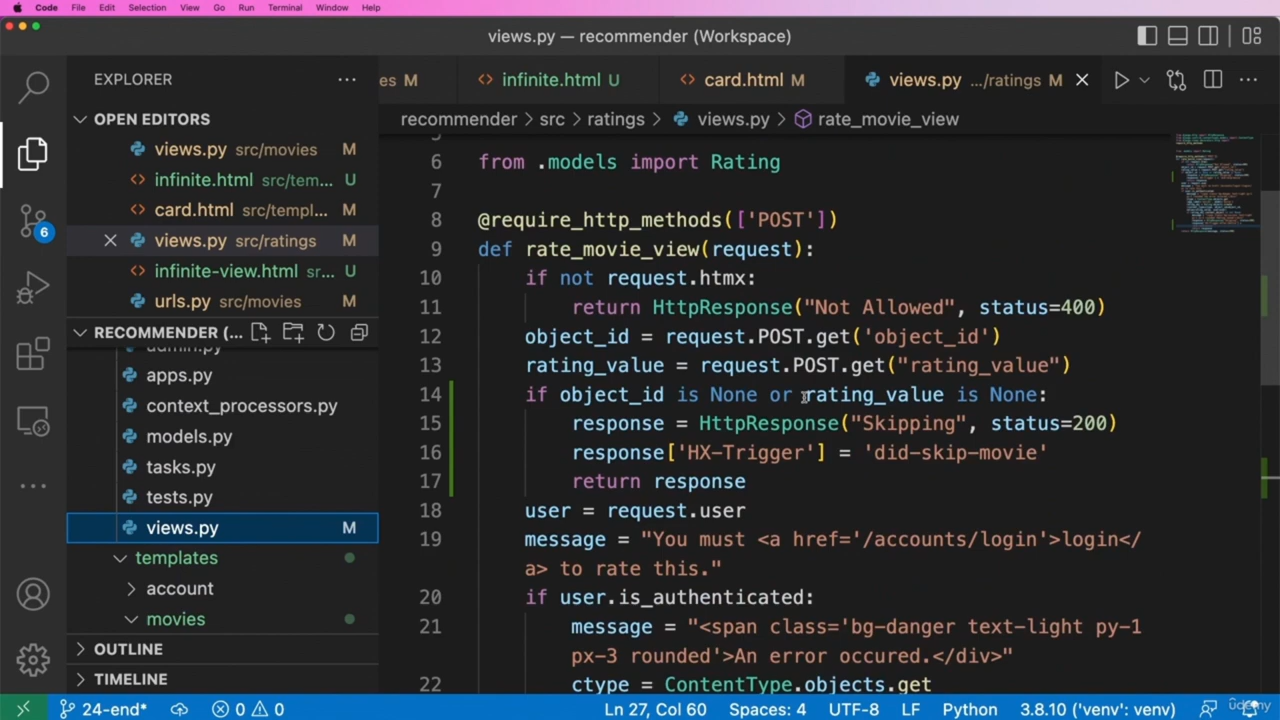 Code File Edit Selection View Go Run Terminal Window Help
views.py — recommender (Workspace)
EXPLORER
es M
infinite.html U
card.html M
views.py .../ratings M
OPEN EDITORS
recommender > src > ratings > views.py > rate_movie_view
views.py src/movies M
infinite.html src/tem... U
card.html src/templ... M
views.py src/ratings M
infinite-view.html sr... U
urls.py src/movies M
RECOMMENDER (...
admin.py
apps.py
context_processors.py
models.py
tasks.py
tests.py
views.py M
templates
account
movies
OUTLINE
TIMELINE
6
5
6 from .models import Rating
7
8 @require_http_methods(['POST'])
9 def rate_movie_view(request):
10 if not request.htmx:
11 return HttpResponse("Not Allowed", status=400)
12 object_id = request.POST.get('object_id')
13 rating_value = request.POST.get("rating_value")
14 if object_id is None or rating_value is None:
15 response = HttpResponse("Skipping", status=200)
16 response['HX-Trigger'] = 'did-skip-movie'
17 return response
18 user = request.user
19 message = "You must <a href='/accounts/login'>login</
a> to rate this."
20 if user.is_authenticated:
21 message = "<span class='bg-danger text-light py-1
px-3 rounded'>An error occured.</div>"
22 ctype = ContentType.objects.get
24-end* 0 0 Ln 27, Col 60 Spaces: 4 UTF-8 LF Python 3.8.10 ('venv': venv)
udemy